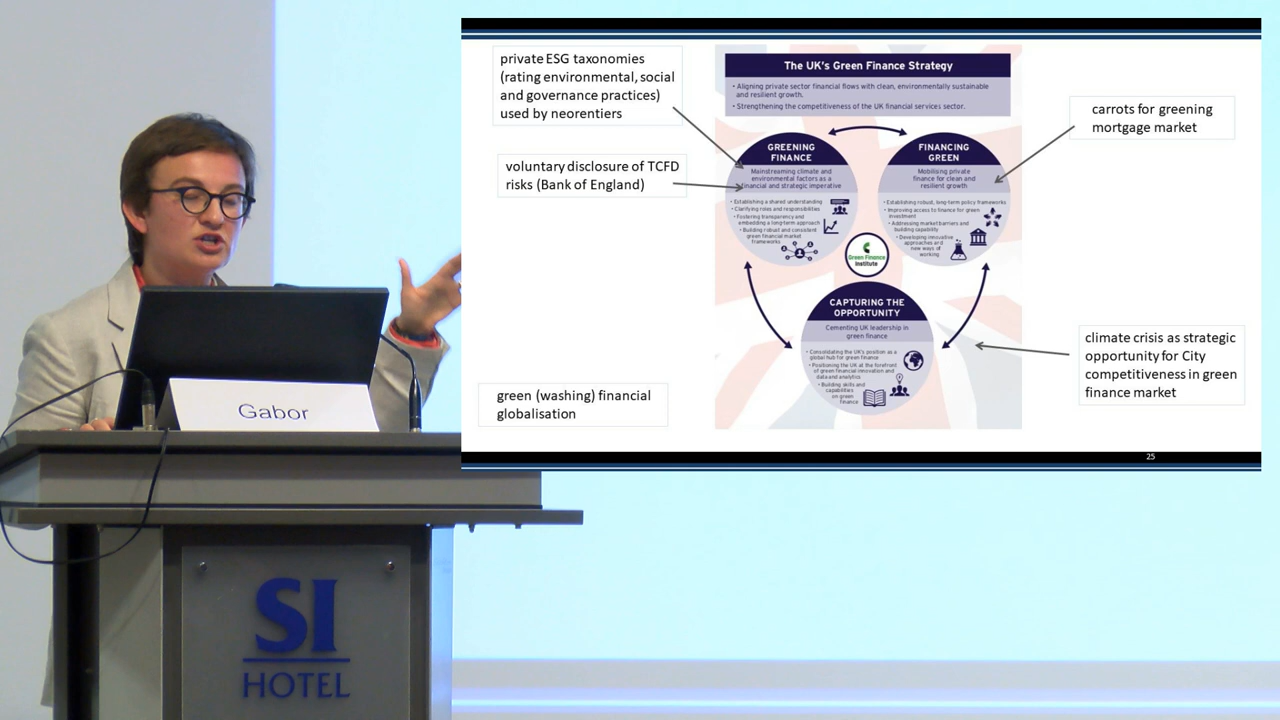 private ESG taxonomies
(rating environmental, social
and governance practices)
used by neorentiers
voluntary disclosure of TCFD
risks (Bank of England)
green (washing) financial
globalisation
The UK's Green Finance Strategy
• Aligning private sector financial flows with clean, environmentally sustainable
and resilient growth.
• Strengthening the competitiveness of the UK financial services sector.
GREENING
FINANCE
Mainstreaming climate and
environmental factors as a
financial and strategic imperative
• Establishing a shared understanding
• Clarifying roles and responsibilities
• Fostering transparency and
embedding a long-term approach
• Building robust and consistent
green financial market
frameworks
FINANCING
GREEN
Mobilising private
finance for clean and
resilient growth
• Establishing robust, long-term policy frameworks
• Improving access to finance for green
investment
• Addressing market barriers and
building capability
• Developing innovative
approaches and
new ways of
working
Green Finance
Institute
CAPTURING THE
OPPORTUNITY
Cementing UK leadership in
green finance
• Consolidating the UK's position as a
global hub for green finance
• Positioning the UK at the forefront
of green financial innovation and
data and analytics
• Building skills and
capabilities
on green
finance
carrots for greening
mortgage market
climate crisis as strategic
opportunity for City
competitiveness in green
finance market
25
Gabor
SI
HOTEL